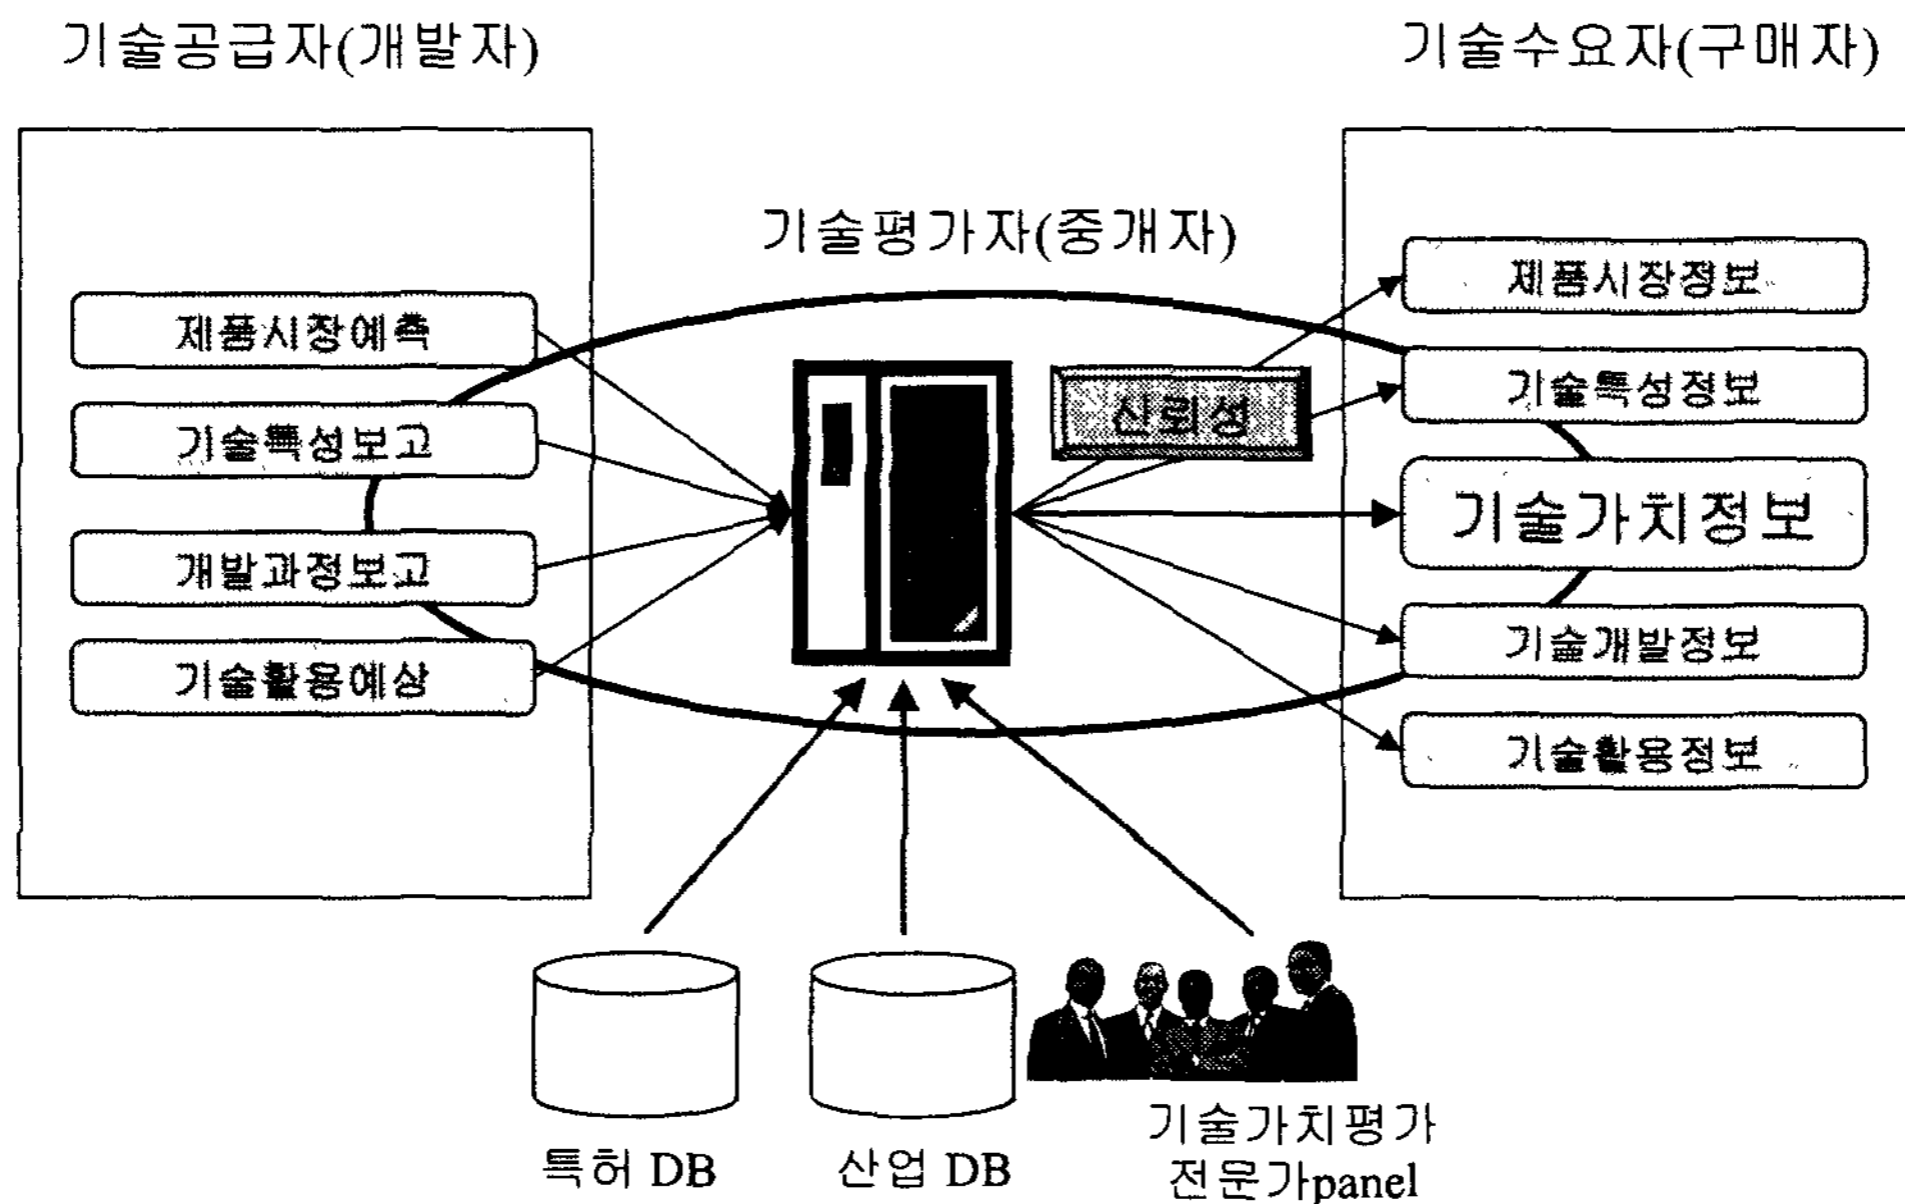 기술공급자(개발자)
기술수요자(구매자)
기술평가자(중개자)
제품시장예측
기술특성보고
개발과정보고
기술활용예상
신뢰성
제품시장정보
기술특성정보
기술가치정보
기술개발정보
기술활용정보
특허 DB
산업 DB
기술가치평가
전문가panel